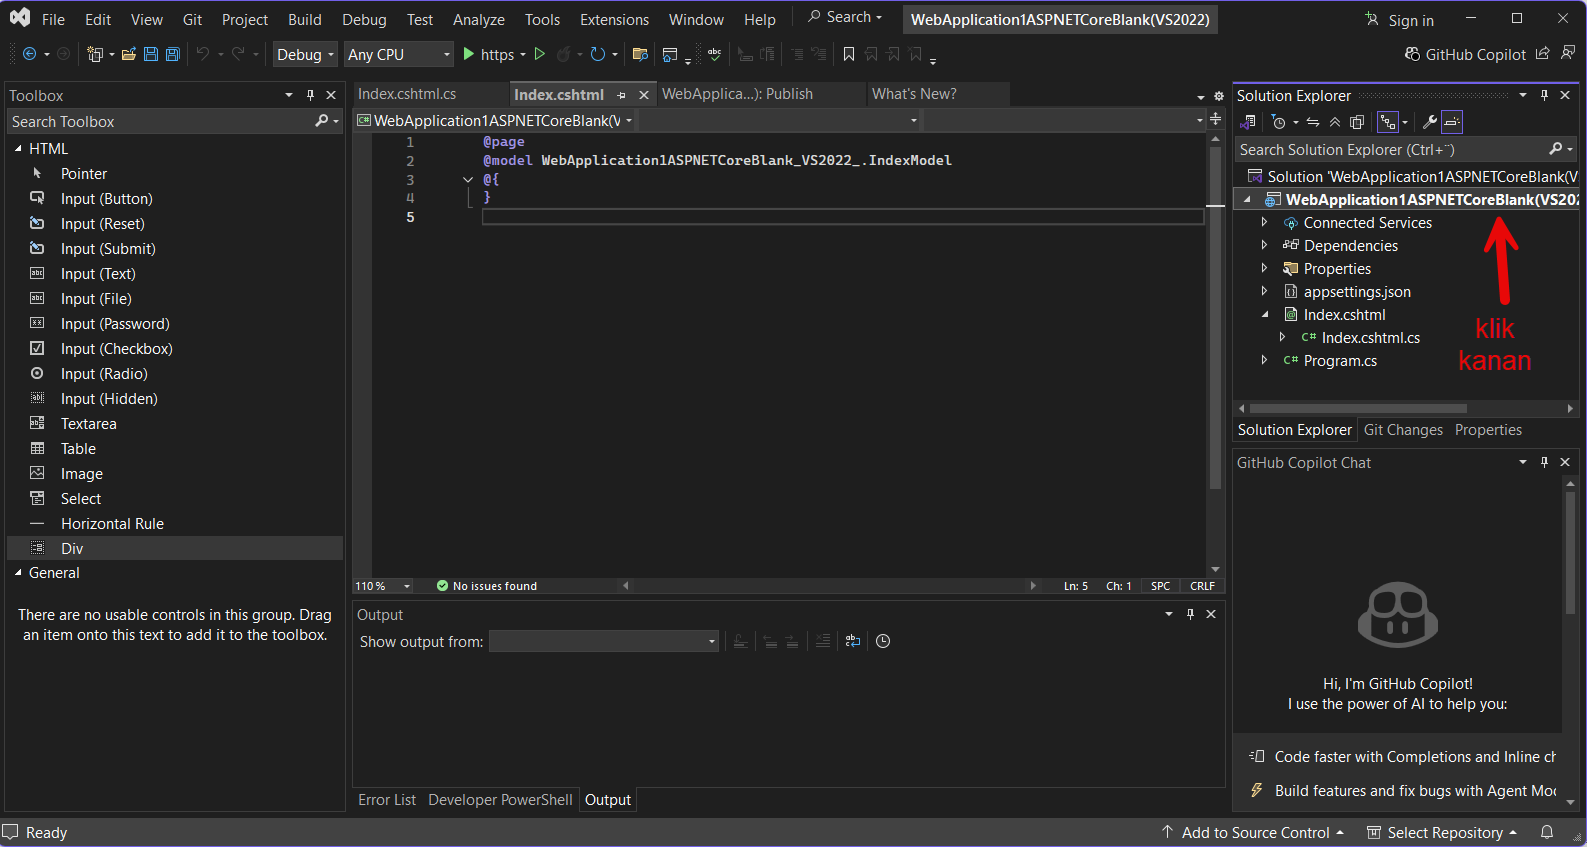 File Edit View Git Project Build Debug Test Analyze Tools Extensions Window Help Search WebApplication1ASPNETCoreBlank(VS2022) Sign in
Debug Any CPU https GitHub Copilot
Toolbox
Search Toolbox
HTML
Pointer
Input (Button)
Input (Reset)
Input (Submit)
Input (Text)
Input (File)
Input (Password)
Input (Checkbox)
Input (Radio)
Input (Hidden)
Textarea
Table
Image
Select
Horizontal Rule
Div
General
There are no usable controls in this group. Drag
an item onto this text to add it to the toolbox.
Index.cshtml.cs Index.cshtml WebApplica...): Publish What's New?
WebApplication1ASPNETCoreBlank(V
1 @page
2 @model WebApplication1ASPNETCoreBlank_VS2022_.IndexModel
3 @{
4 }
5
110 % No issues found Ln: 5 Ch: 1 SPC CRLF
Output
Show output from:
Error List Developer PowerShell Output
Solution Explorer
Search Solution Explorer (Ctrl+¨)
Solution 'WebApplication1ASPNETCoreBlank(V
WebApplication1ASPNETCoreBlank(VS202
Connected Services
Dependencies
Properties
appsettings.json
Index.cshtml
C# Index.cshtml.cs
C# Program.cs
klik
kanan
Solution Explorer Git Changes Properties
GitHub Copilot Chat
Hi, I'm GitHub Copilot!
I use the power of AI to help you:
Code faster with Completions and Inline ch
Build features and fix bugs with Agent Mod
Ready Add to Source Control Select Repository